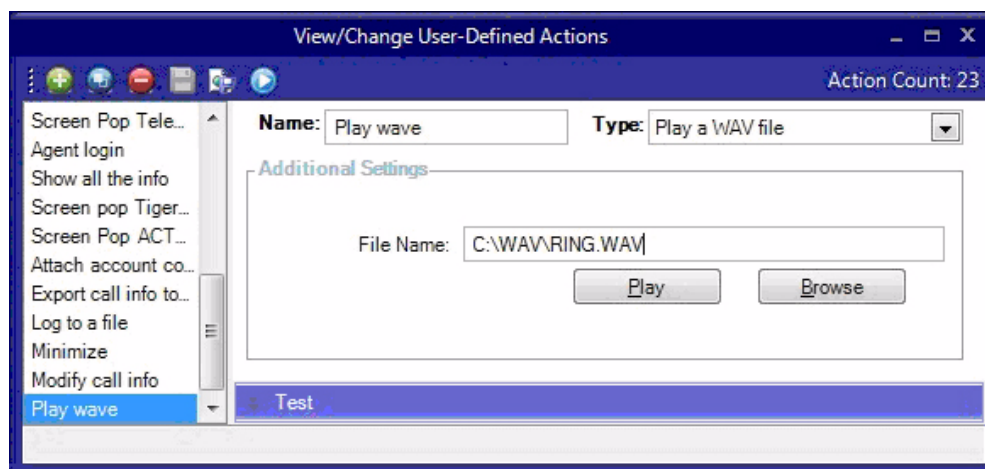 View/Change User-Defined Actions
Action Count: 23
Screen Pop Tele...
Agent login
Show all the info
Screen pop Tiger...
Screen Pop ACT...
Attach account co...
Export call info to...
Log to a file
Minimize
Modify call info
Play wave
Name: Play wave Type: Play a WAV file
Additional Settings
File Name: C:\WAV\RING.WAV
Play Browse
Test